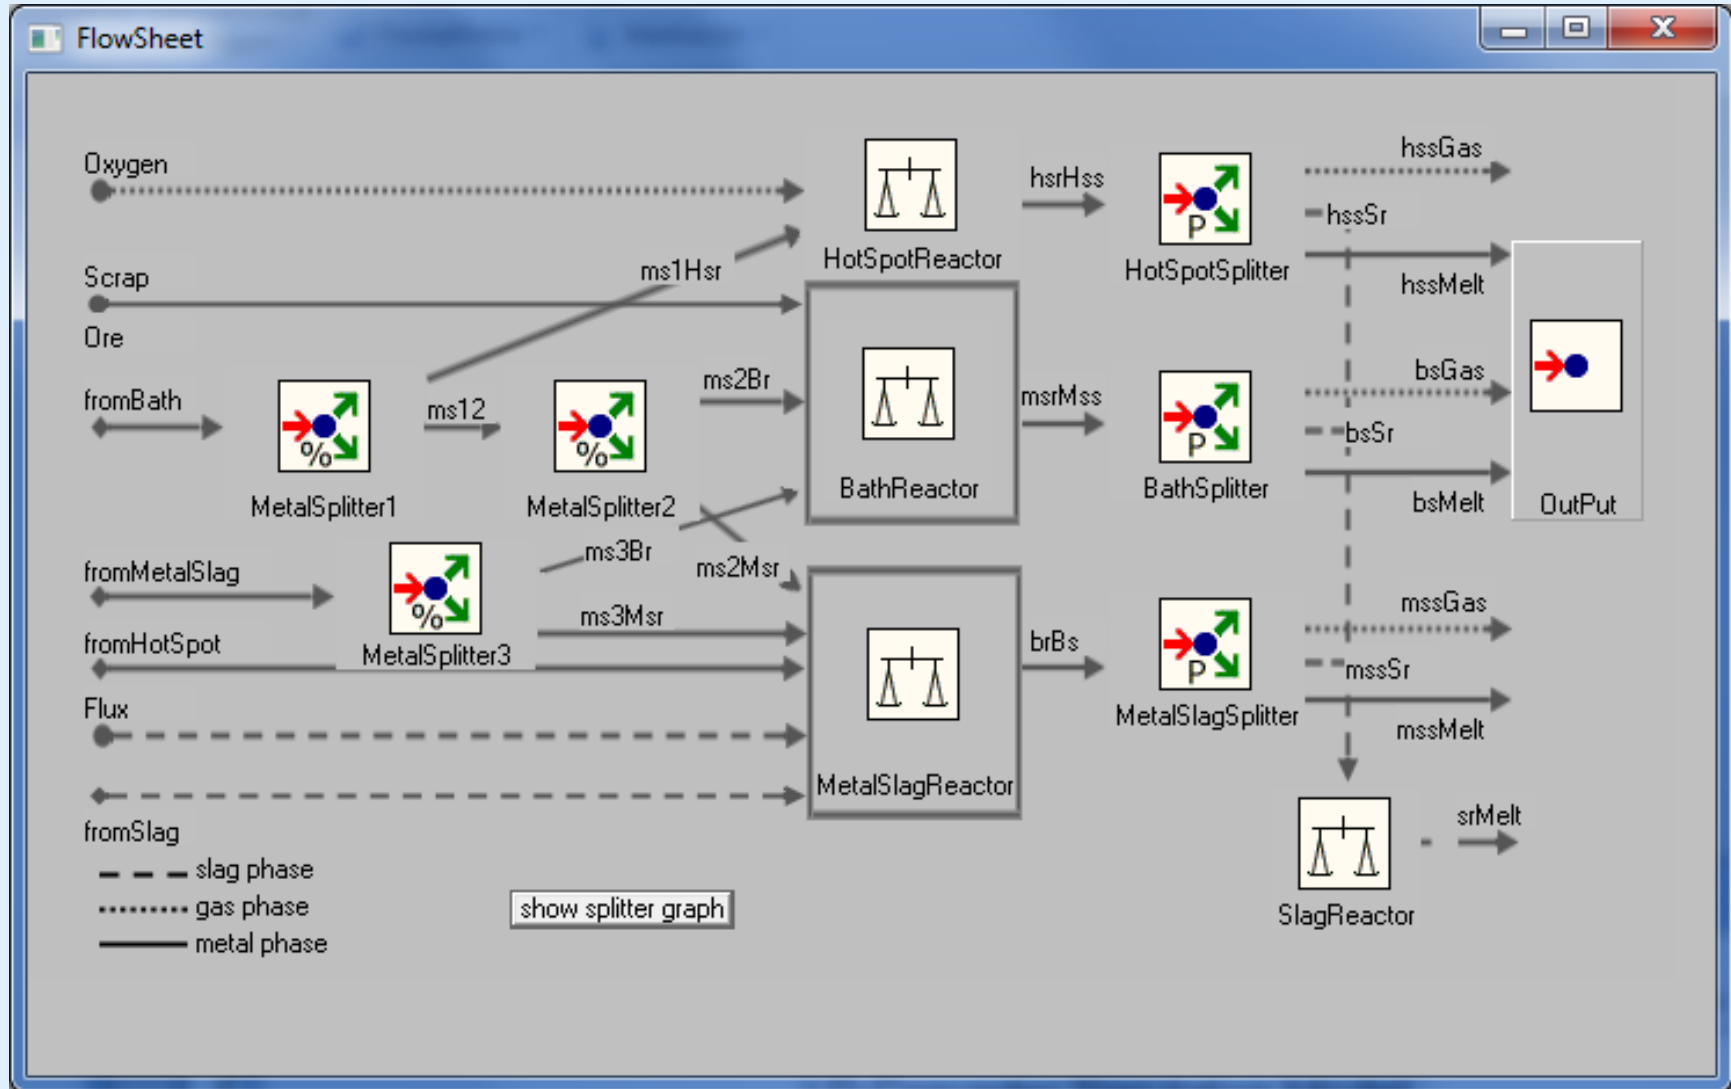 FlowSheet
Oxygen
hssGas
hsrHss
hssSr
P
HotSpotReactor
HotSpotSplitter
ms1Hsr
Scrap
hssMelt
Ore
fromBath
ms12
ms2Br
msrMss
bsGas
%
%
P
bsSr
MetalSplitter1
MetalSplitter2
BathReactor
BathSplitter
bsMelt
OutPut
ms3Br
ms2Msr
fromMetalSlag
%
ms3Msr
mssGas
fromHotSpot
MetalSplitter3
brBs
P
mssSr
Flux
MetalSlagSplitter
mssMelt
MetalSlagReactor
srMelt
fromSlag
slag phase
gas phase
metal phase
show splitter graph
SlagReactor